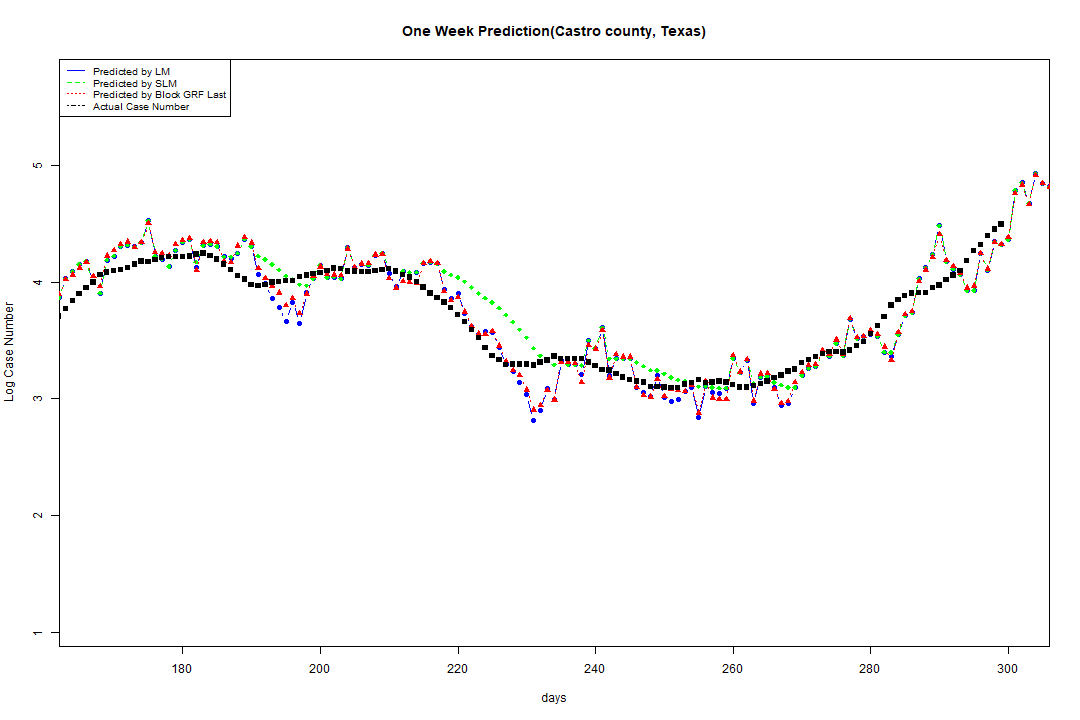 One Week Prediction(Castro county, Texas)
Predicted by LM
Predicted by SLM
Predicted by Block GRF Last
Actual Case Number
5
4
3
2
1
Log Case Number
180 200 220 240 260 280 300
days